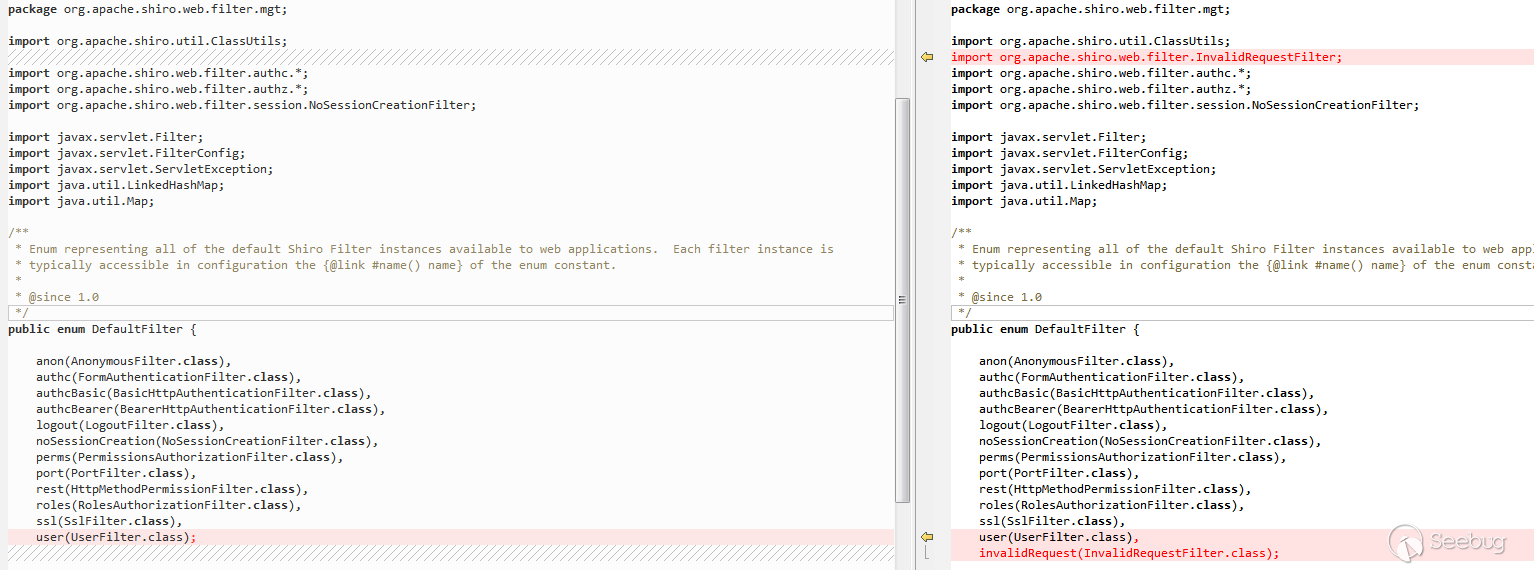 package org.apache.shiro.web.filter.mgt;
import org.apache.shiro.util.ClassUtils;
import org.apache.shiro.web.filter.authc.*;
import org.apache.shiro.web.filter.authz.*;
import org.apache.shiro.web.filter.session.NoSessionCreationFilter;
import javax.servlet.Filter;
import javax.servlet.FilterConfig;
import javax.servlet.ServletException;
import java.util.LinkedHashMap;
import java.util.Map;
/**
* Enum representing all of the default Shiro Filter instances available to web applications.  Each filter instance is
* typically accessible in configuration the {@link #name() name} of the enum constant.
*
* @since 1.0
*/
public enum DefaultFilter {
anon(AnonymousFilter.class),
authc(FormAuthenticationFilter.class),
authcBasic(BasicHttpAuthenticationFilter.class),
authcBearer(BearerHttpAuthenticationFilter.class),
logout(LogoutFilter.class),
noSessionCreation(NoSessionCreationFilter.class),
perms(PermissionsAuthorizationFilter.class),
port(PortFilter.class),
rest(HttpMethodPermissionFilter.class),
roles(RolesAuthorizationFilter.class),
ssl(SslFilter.class),
user(UserFilter.class);
package org.apache.shiro.web.filter.mgt;
import org.apache.shiro.util.ClassUtils;
import org.apache.shiro.web.filter.InvalidRequestFilter;
import org.apache.shiro.web.filter.authc.*;
import org.apache.shiro.web.filter.authz.*;
import org.apache.shiro.web.filter.session.NoSessionCreationFilter;
import javax.servlet.Filter;
import javax.servlet.FilterConfig;
import javax.servlet.ServletException;
import java.util.LinkedHashMap;
import java.util.Map;
/**
* Enum representing all of the default Shiro Filter instances available to web app
* typically accessible in configuration the {@link #name() name} of the enum consta
*
* @since 1.0
*/
public enum DefaultFilter {
anon(AnonymousFilter.class),
authc(FormAuthenticationFilter.class),
authcBasic(BasicHttpAuthenticationFilter.class),
authcBearer(BearerHttpAuthenticationFilter.class),
logout(LogoutFilter.class),
noSessionCreation(NoSessionCreationFilter.class),
perms(PermissionsAuthorizationFilter.class),
port(PortFilter.class),
rest(HttpMethodPermissionFilter.class),
roles(RolesAuthorizationFilter.class),
ssl(SslFilter.class),
user(UserFilter.class),
invalidRequest(InvalidRequestFilter.class);
Seebug